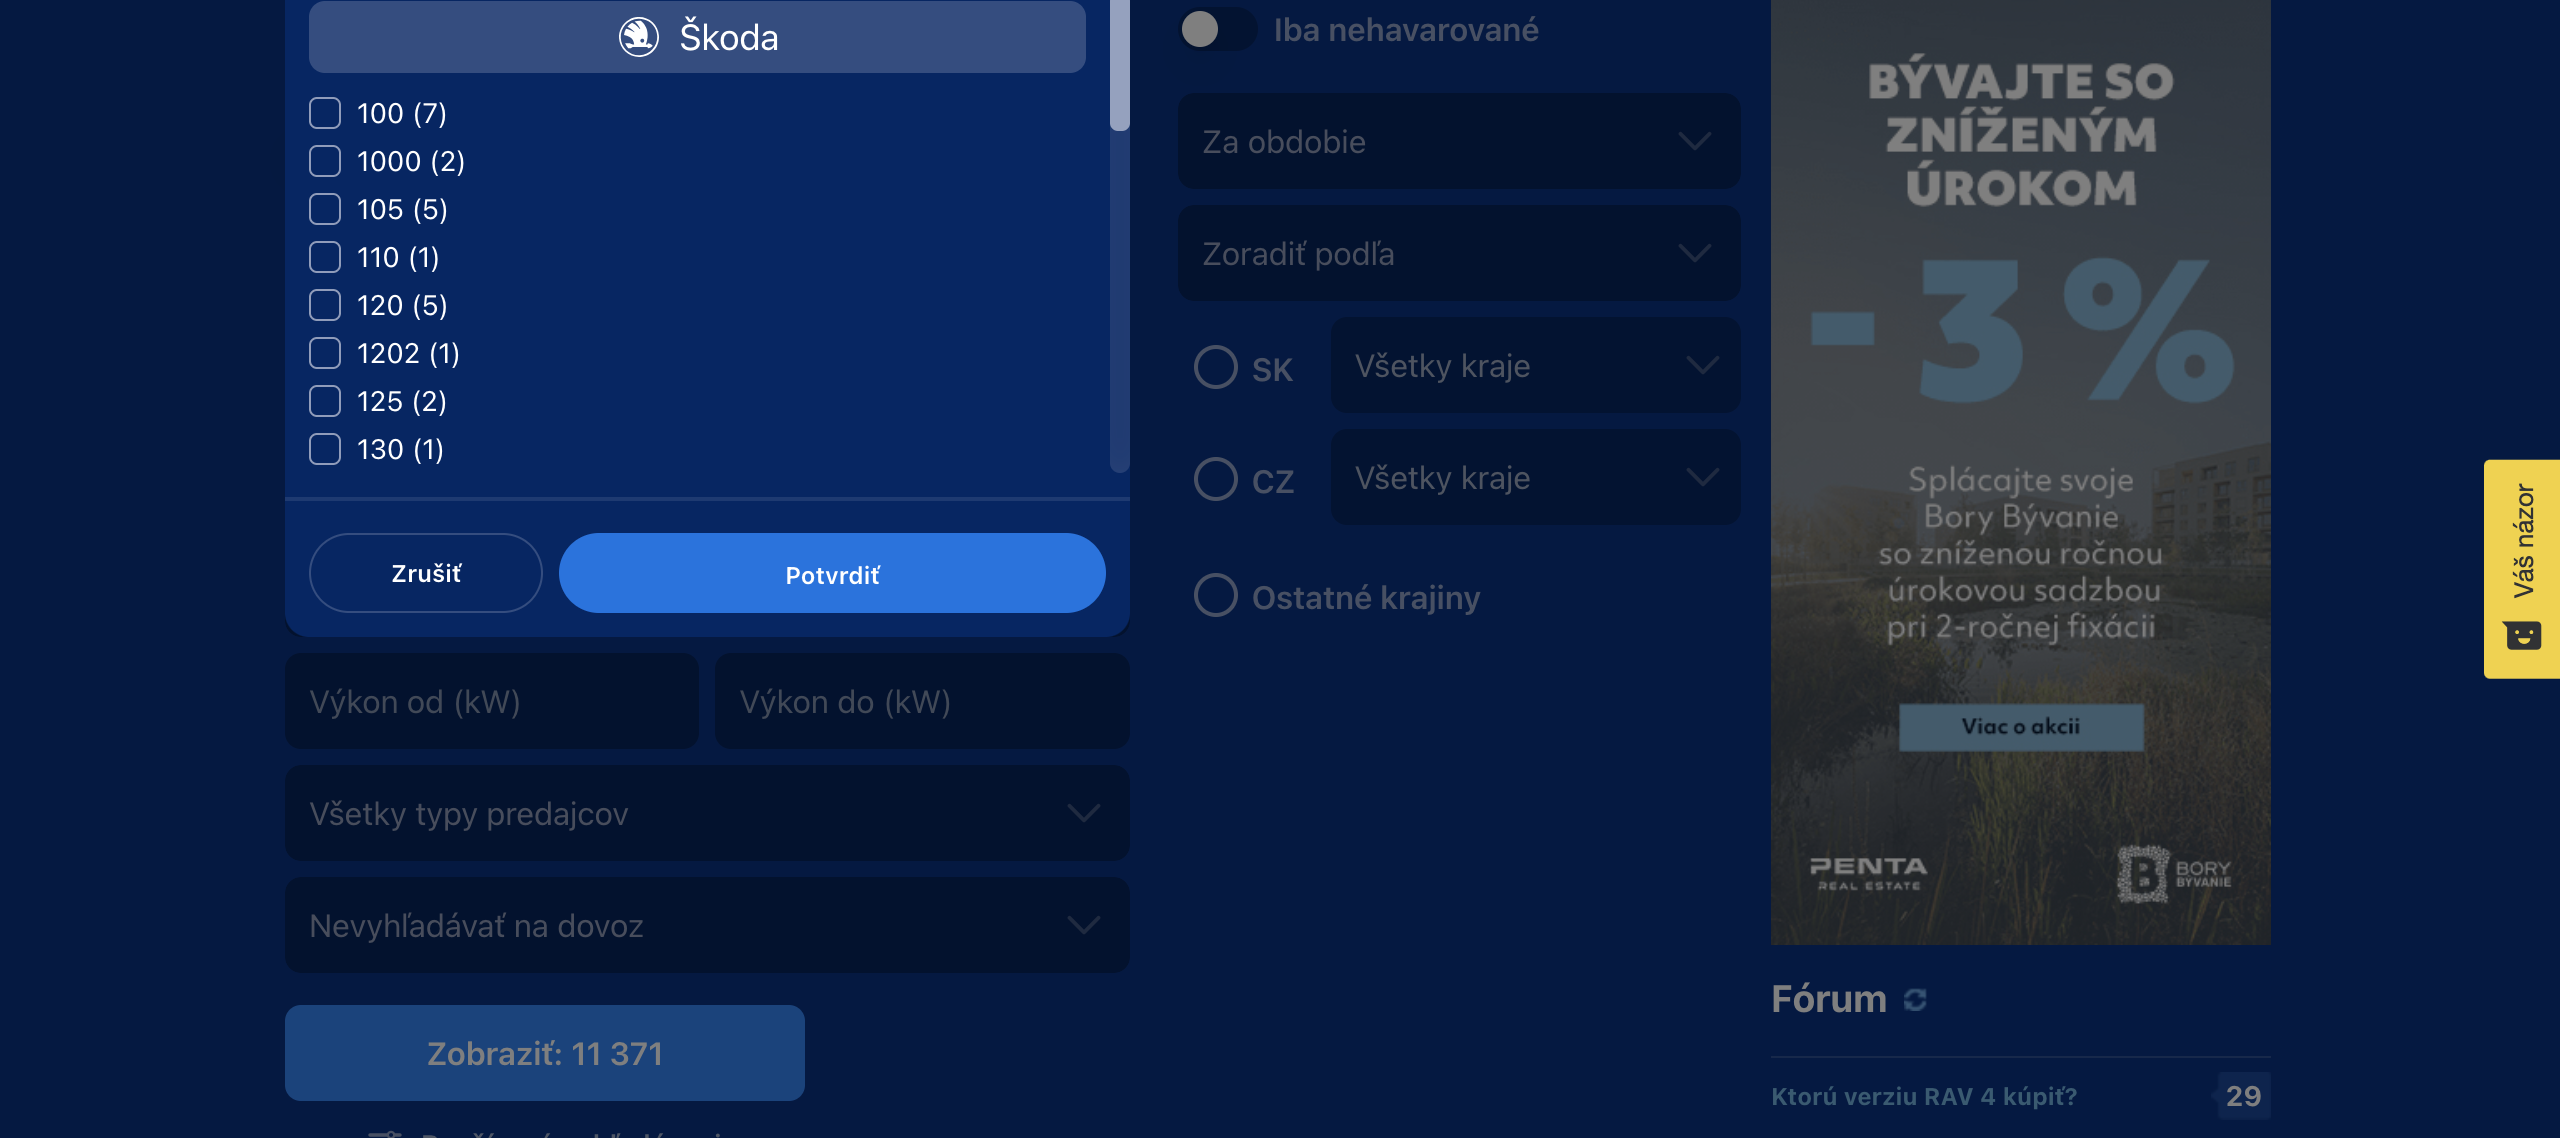 Škoda
100 (7)
1000 (2)
105 (5)
110 (1)
120 (5)
1202 (1)
125 (2)
130 (1)
Zrušiť
Potvrdiť
Výkon od (kW)
Výkon do (kW)
Všetky typy predajcov
Nevyhľadávať na dovoz
Zobraziť: 11 371
Iba nehavarované
Za obdobie
Zoradiť podľa
SK
Všetky kraje
CZ
Všetky kraje
Ostatné krajiny
BÝVAJTE SO
ZNÍŽENÝM
ÚROKOM
-3%
Splácajte svoje
Bory Bývanie
so zníženou ročnou
úrokovou sadzbou
pri 2-ročnej fixácii
Viac o akcii
PENTA
REAL ESTATE
B
BORY
BÝVANIE
Fórum
Ktorú verziu RAV 4 kúpiť?
29
Váš názor